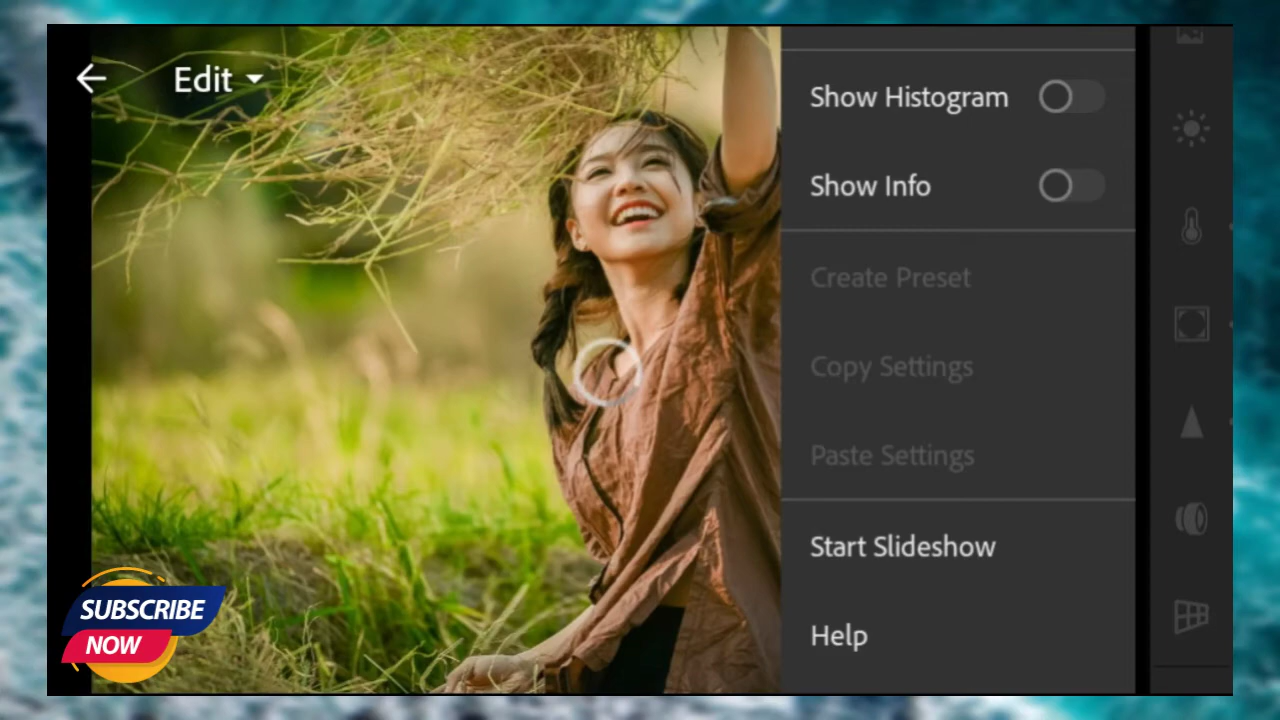 Edit
Show Histogram
Show Info
Create Preset
Copy Settings
Paste Settings
Start Slideshow
Help
SUBSCRIBE
NOW